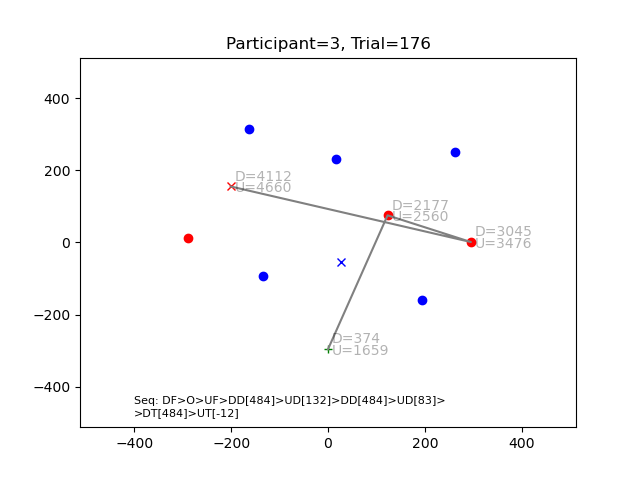 Participant=3, Trial=176
400
200
0
−200
−400
D=4112
U=4660
D=2177
U=2560
D=3045
U=3476
D=374
U=1659
Seq: DF>O>UF>DD[484]>UD[132]>DD[484]>UD[83]>
>DT[484]>UT[-12]
−400 −200 0 200 400